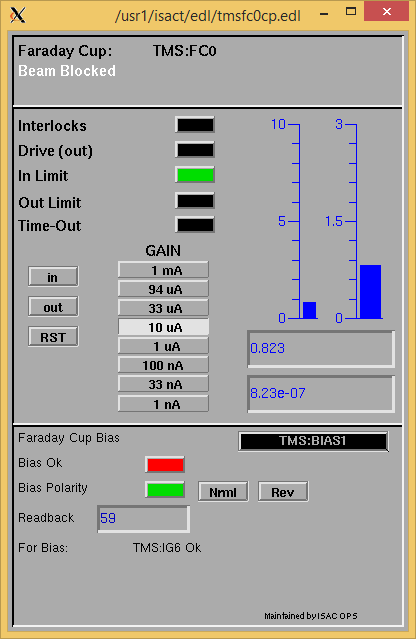 /usr1/isact/edl/tmsfc0cp.edl
Faraday Cup: TMS:FC0
Beam Blocked
Interlocks
Drive (out)
In Limit
Out Limit
Time-Out
10 3
5 1.5
0 0
GAIN
1 mA
94 uA
33 uA
10 uA
1 uA
100 nA
33 nA
1 nA
in
out
RST
0.823
8.23e-07
Faraday Cup Bias TMS:BIAS1
Bias Ok
Bias Polarity Nrml Rev
Readback 59
For Bias: TMS:IG6 Ok
Maintained by ISAC OPS